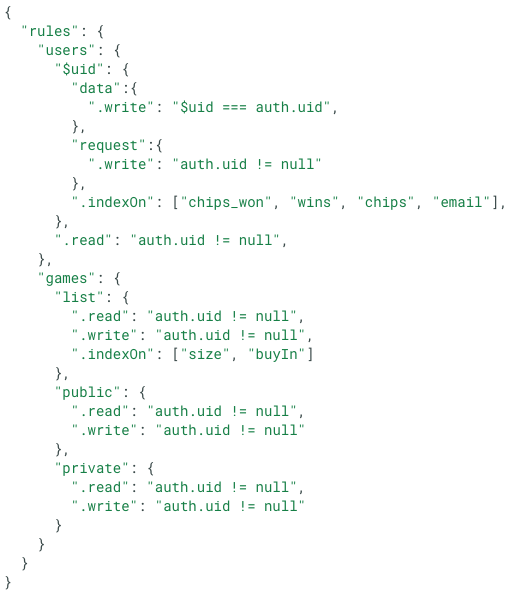 {
  "rules": {
    "users": {
      "$uid": {
        "data":{
          ".write": "$uid === auth.uid",
        },
        "request":{
          ".write": "auth.uid != null"
        },
        ".indexOn": ["chips_won", "wins", "chips", "email"],
      },
      ".read": "auth.uid != null",
    },
    "games": {
      "list": {
        ".read": "auth.uid != null",
        ".write": "auth.uid != null",
        ".indexOn": ["size", "buyIn"]
      },
      "public": {
        ".read": "auth.uid != null",
        ".write": "auth.uid != null"
      },
      "private": {
        ".read": "auth.uid != null",
        ".write": "auth.uid != null"
      }
    }
  }
}